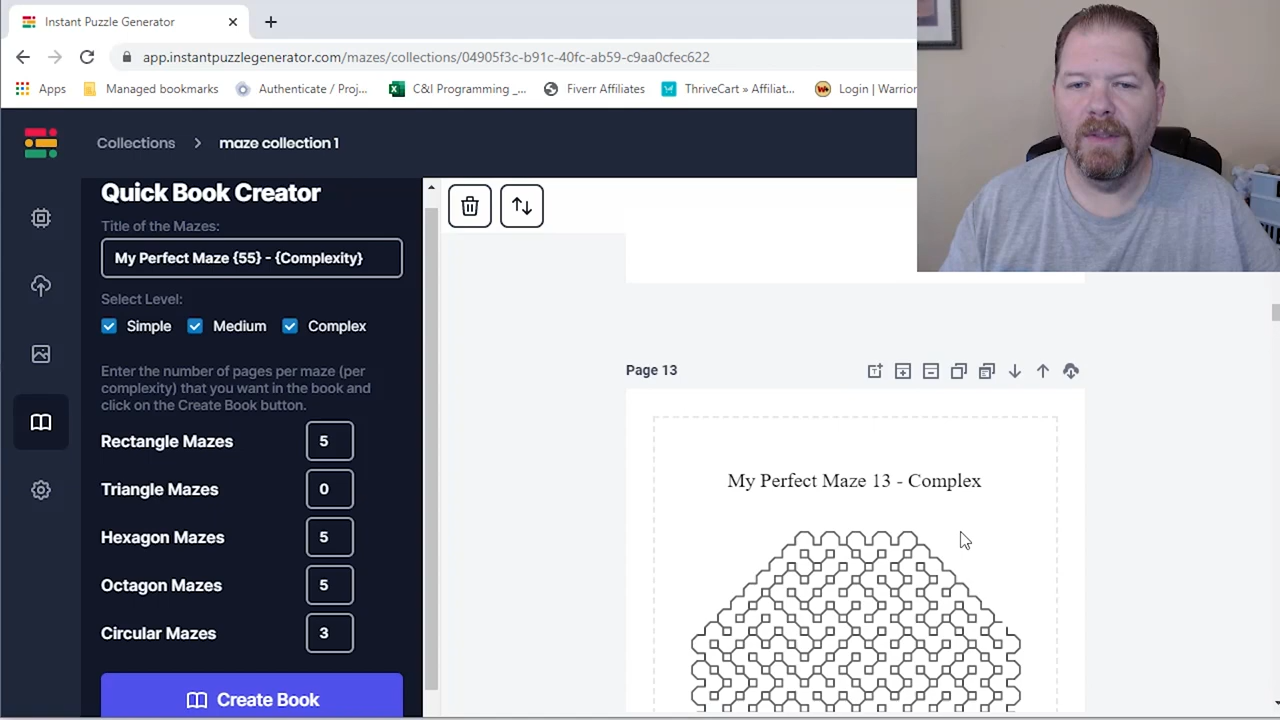 Instant Puzzle Generator
app.instantpuzzlegenerator.com/mazes/collections/04905f3c-b91c-40fc-ab59-c9aa0cfec622
Apps Managed bookmarks Authenticate / Proj... C&I Programming _... Fiverr Affiliates ThriveCart » Affiliat... Login | Warrior
Collections > maze collection 1
Quick Book Creator
Title of the Mazes:
My Perfect Maze {55} - {Complexity}
Select Level:
Simple Medium Complex
Enter the number of pages per maze (per
complexity) that you want in the book and
click on the Create Book button.
Rectangle Mazes 5
Triangle Mazes 0
Hexagon Mazes 5
Octagon Mazes 5
Circular Mazes 3
Create Book
Page 13
My Perfect Maze 13 - Complex